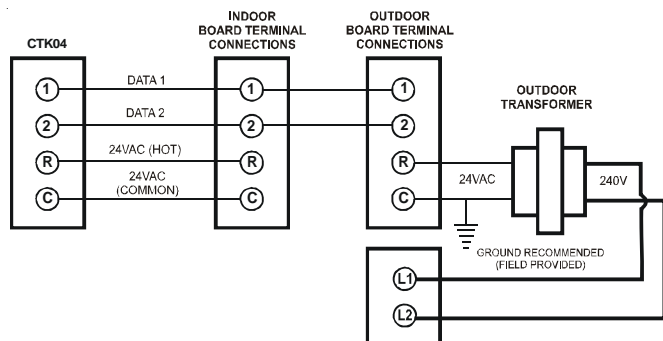 CTK04
INDOOR
BOARD TERMINAL
CONNECTIONS
OUTDOOR
BOARD TERMINAL
CONNECTIONS
1 DATA 1 1 1
2 DATA 2 2 2
R 24VAC (HOT) R R
C 24VAC
(COMMON) C C
OUTDOOR
TRANSFORMER
24VAC
240V
GROUND RECOMMENDED
(FIELD PROVIDED)
L1
L2